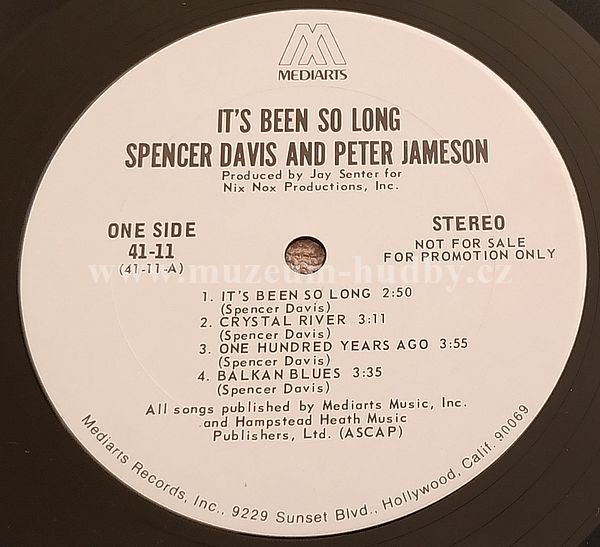 MEDIARTS
IT'S BEEN SO LONG
SPENCER DAVIS AND PETER JAMESON
Produced by Jay Senter for
Nix Nox Productions, Inc.
ONE SIDE
41-11
(41-11-A)
STEREO
NOT FOR SALE
FOR PROMOTION ONLY
www.muzeum-hudby.cz
1. IT'S BEEN SO LONG 2:50
(Spencer Davis)
2. CRYSTAL RIVER 3:11
(Spencer Davis)
3. ONE HUNDRED YEARS AGO 3:55
(Spencer Davis)
4. BALKAN BLUES 3:35
(Spencer Davis)
All songs published by Mediarts Music, Inc.
and Hampstead Heath Music
Publishers, Ltd. (ASCAP)
Mediarts Records, Inc., 9229 Sunset Blvd., Hollywood, Calif. 90069